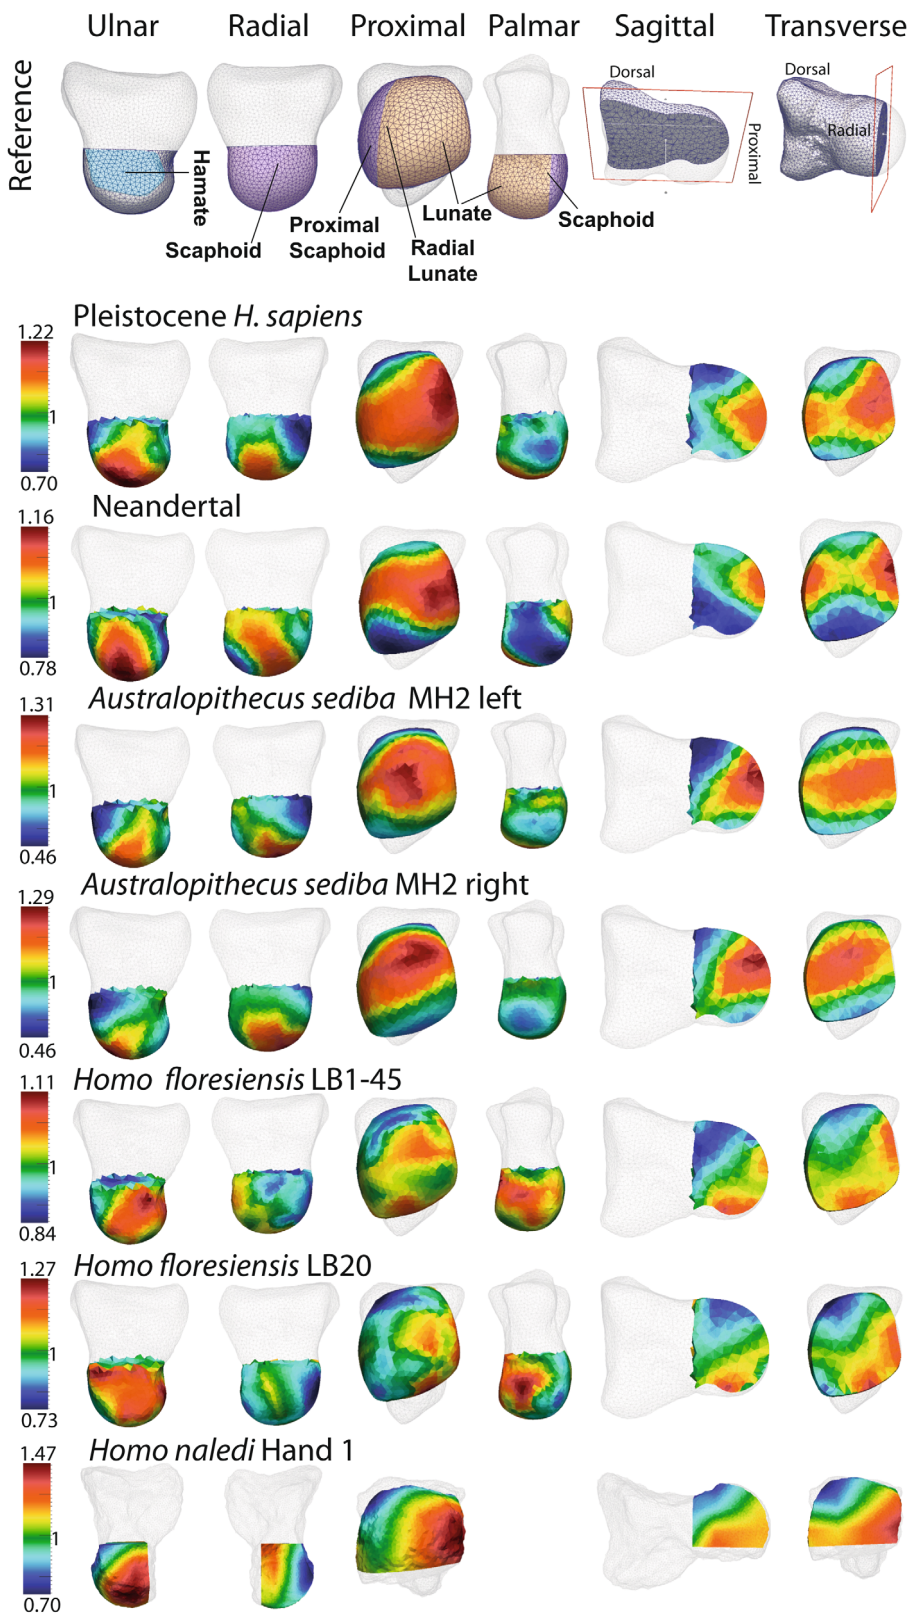 Ulnar Radial Proximal Palmar Sagittal Transverse
Reference
Dorsal
Dorsal
Radial
Proximal
Hamate
Scaphoid
Proximal
Scaphoid
Radial
Lunate
Lunate
Scaphoid
Pleistocene H. sapiens
1.22
1
0.70
Neandertal
1.16
1
0.78
Australopithecus sediba MH2 left
1.31
1
0.46
Australopithecus sediba MH2 right
1.29
1
0.46
Homo floresiensis LB1-45
1.11
1
0.84
Homo floresiensis LB20
1.27
1
0.73
Homo naledi Hand 1
1.47
1
0.70